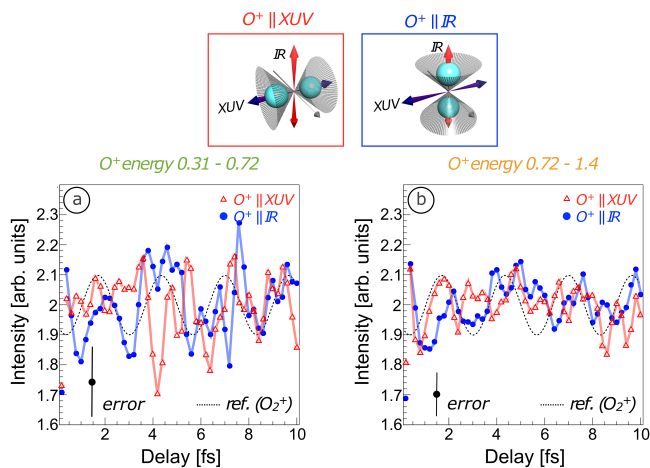 O⁺ || XUV
O⁺ || IR
IR
XUV
IR
XUV
O⁺ energy 0.31 - 0.72
O⁺ energy 0.72 - 1.4
a
O⁺ || XUV
O⁺ || IR
Intensity [arb. units]
2.3
2.2
2.1
2
1.9
1.8
1.7
1.6
error
ref. (O₂⁺)
2 4 6 8 10
Delay [fs]
b
O⁺ || XUV
O⁺ || IR
Intensity [arb. units]
2.3
2.2
2.1
2
1.9
1.8
1.7
1.6
error
ref. (O₂⁺)
2 4 6 8 10
Delay [fs]